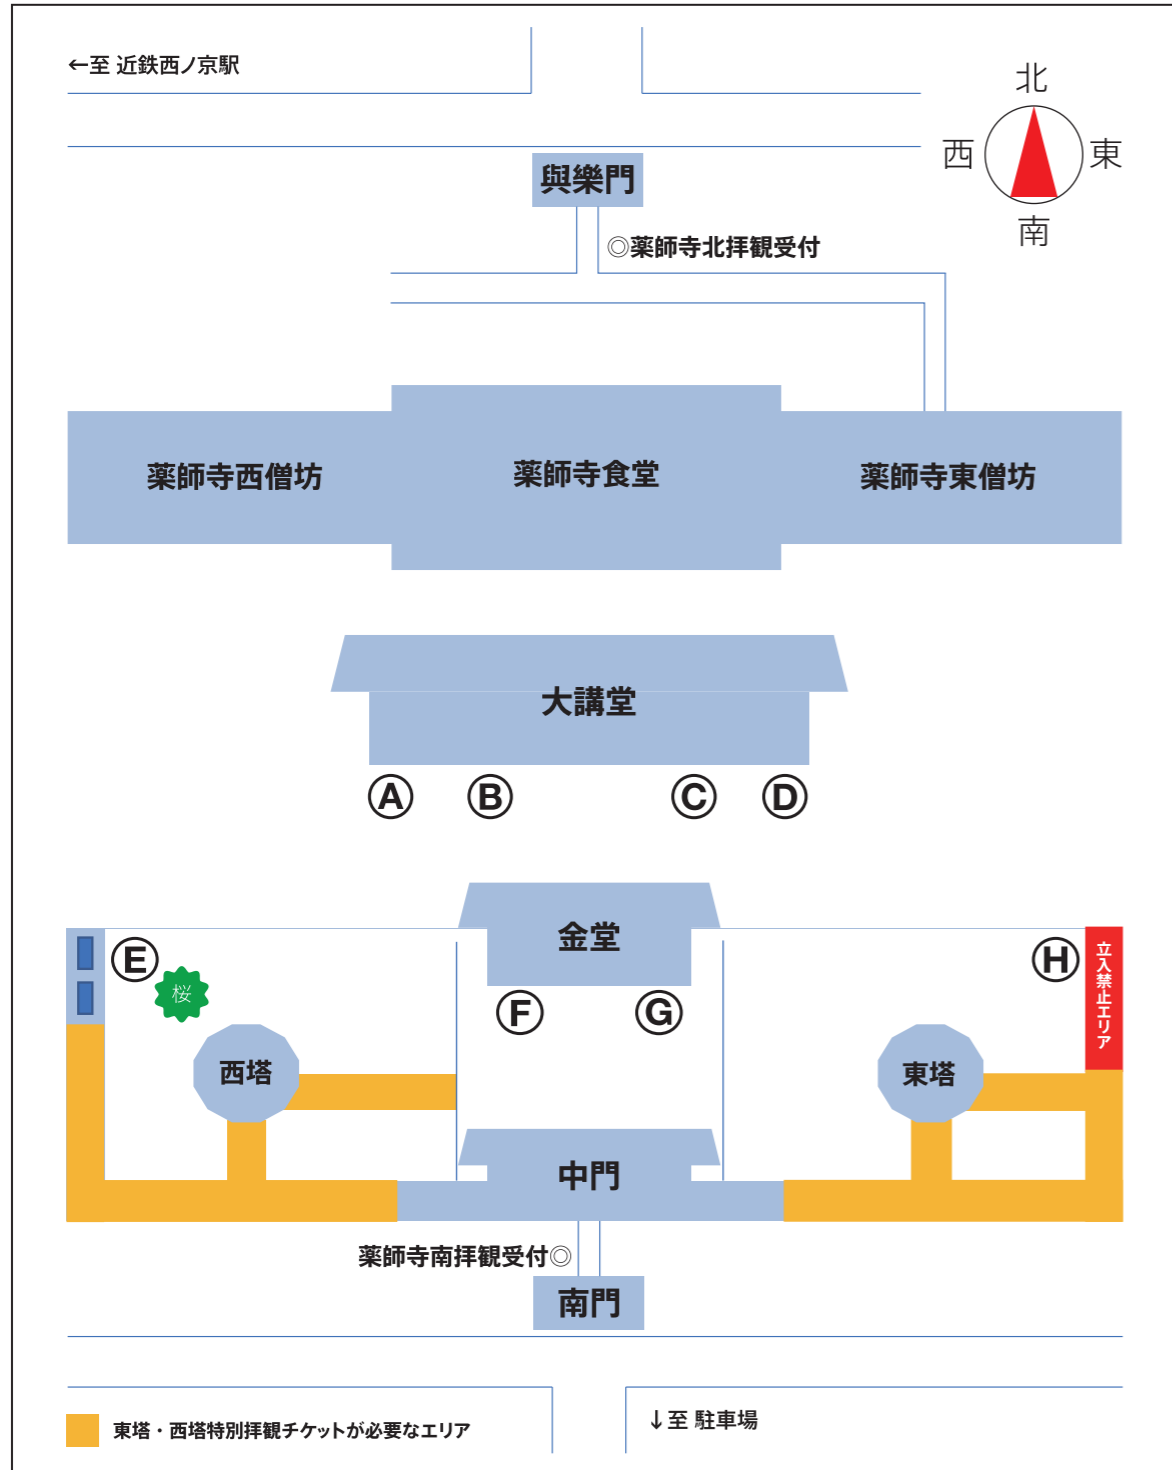 ←至 近鉄西ノ京駅
北
西
東
南
與樂門
◎薬師寺北拝観受付
薬師寺西僧坊
薬師寺食堂
薬師寺東僧坊
大講堂
Ⓐ
Ⓑ
Ⓒ
Ⓓ
金堂
Ⓔ
桜
Ⓕ
Ⓖ
Ⓗ
立入禁止エリア
西塔
東塔
中門
薬師寺南拝観受付◎
南門
東塔・西塔特別拝観チケットが必要なエリア
↓至 駐車場